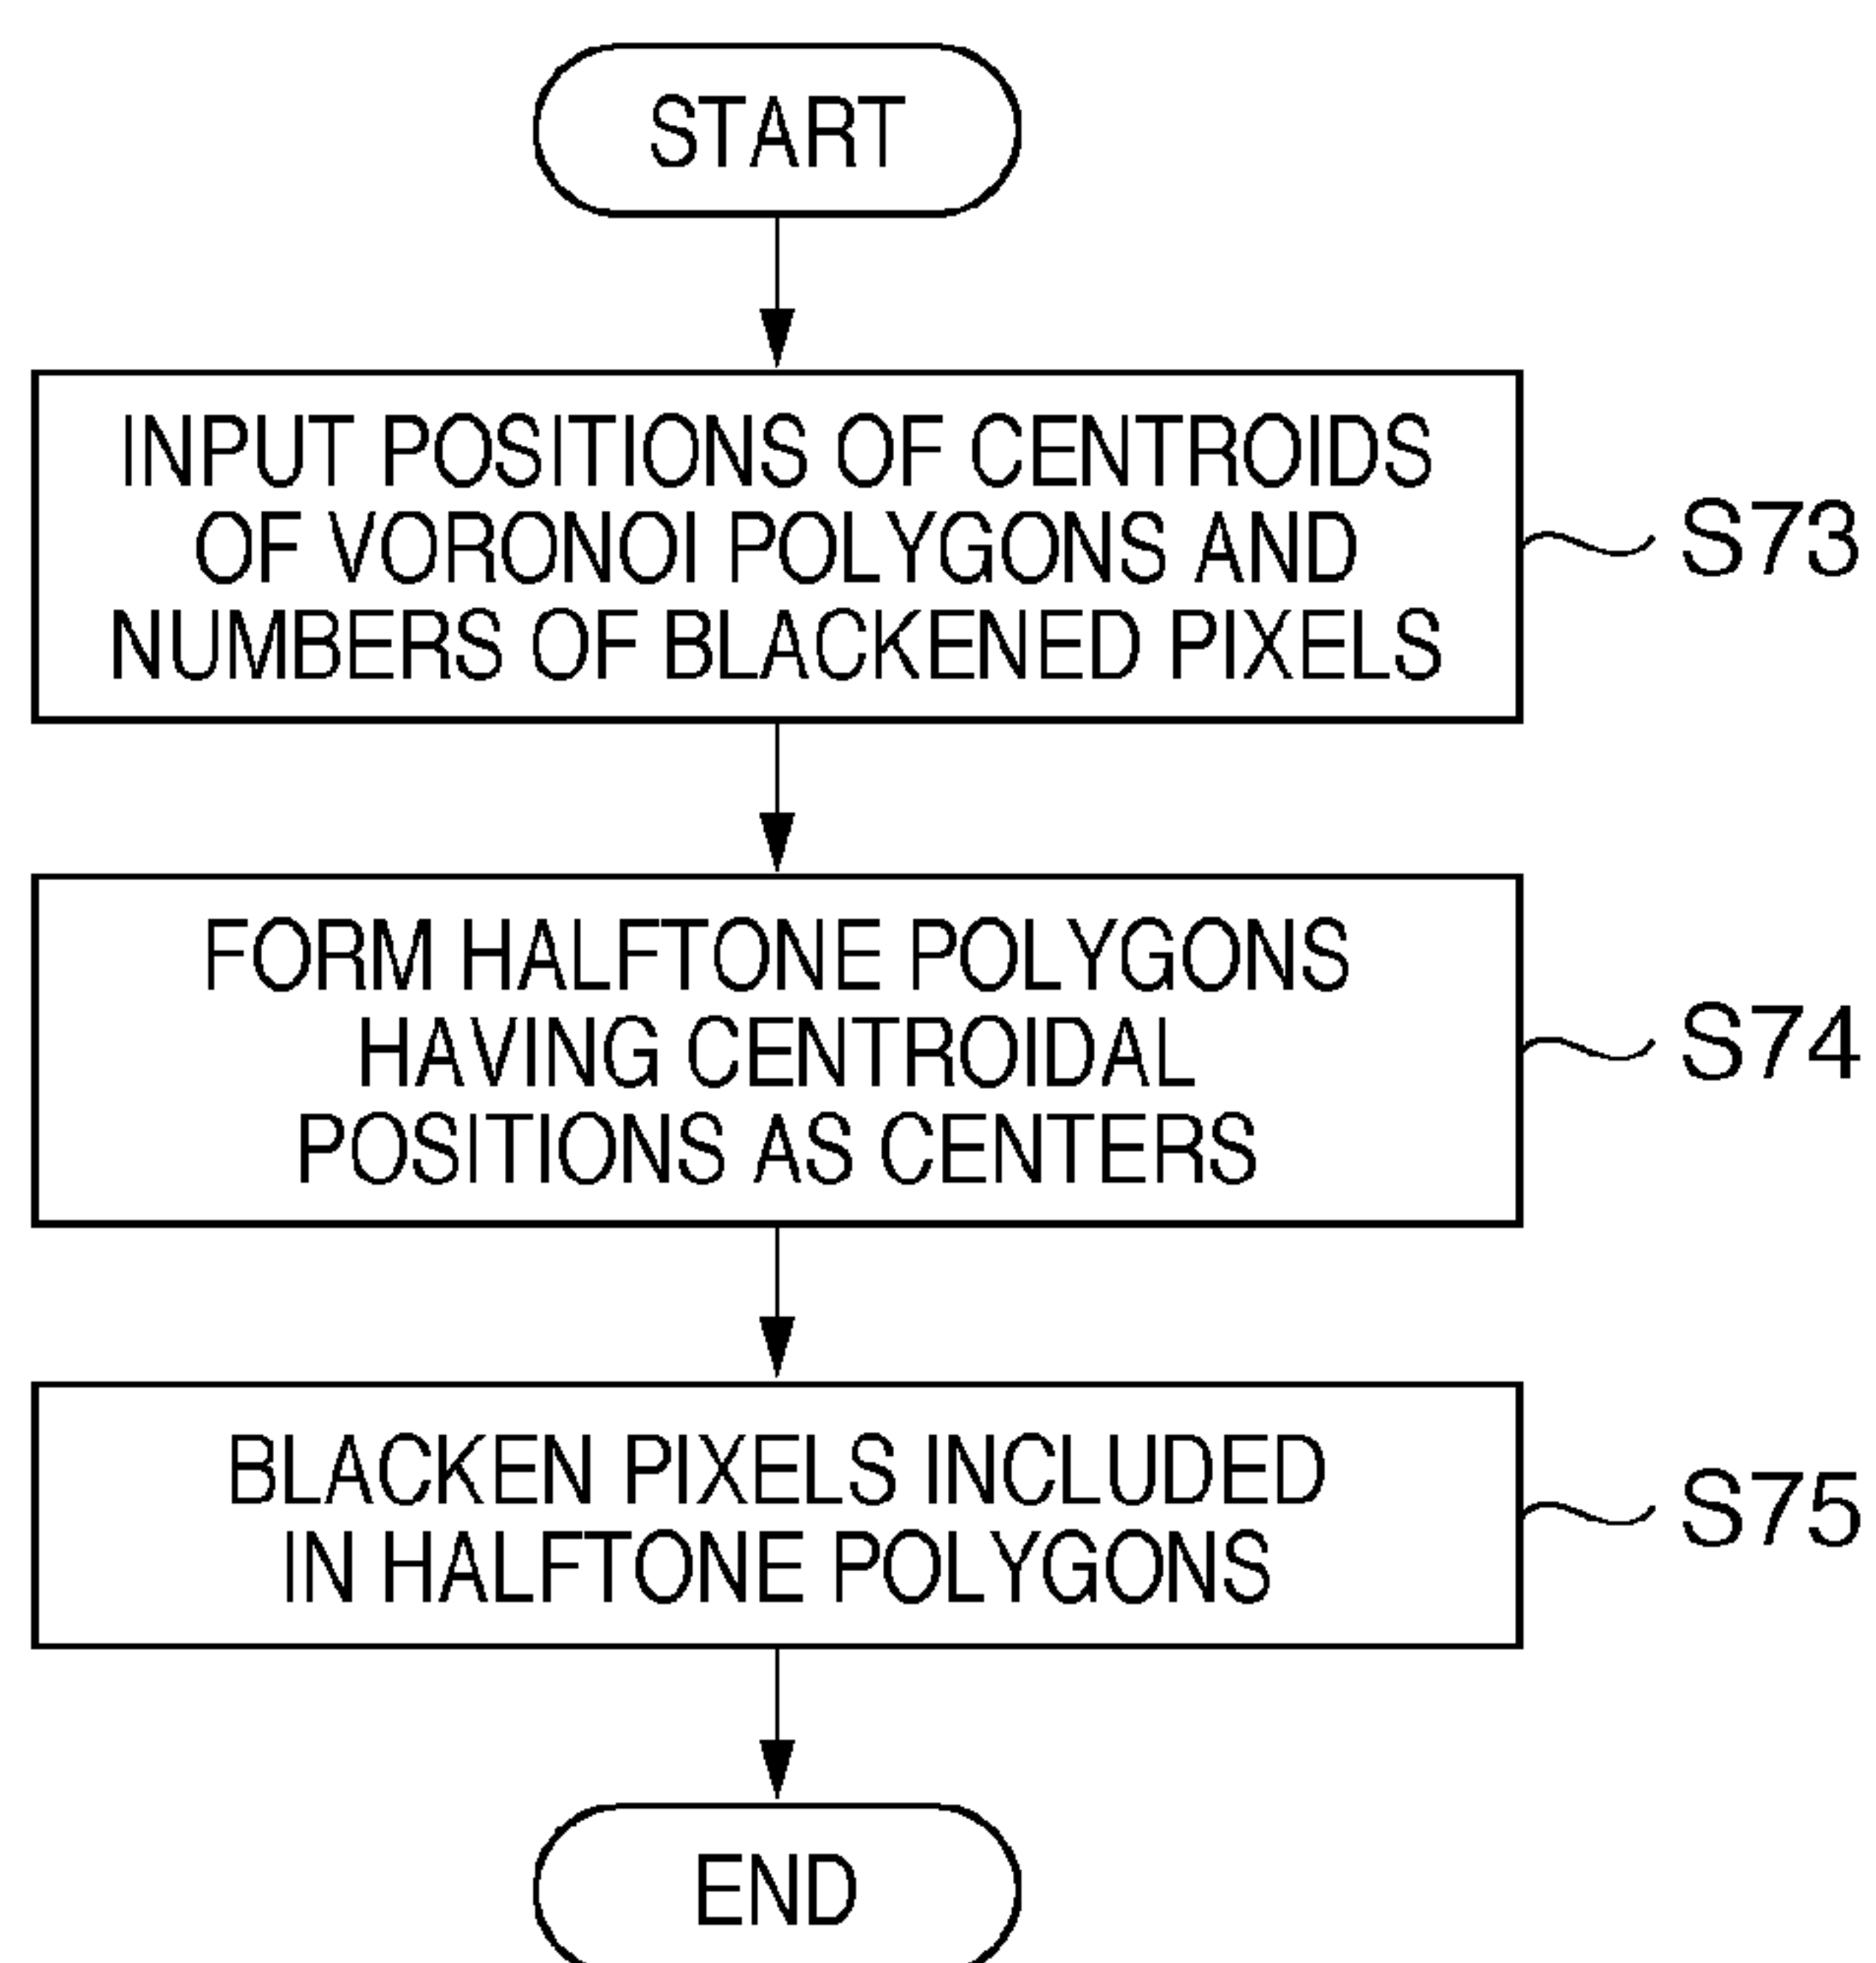 START
INPUT POSITIONS OF CENTROIDS
OF VORONOI POLYGONS AND
NUMBERS OF BLACKENED PIXELS
S73
FORM HALFTONE POLYGONS
HAVING CENTROIDAL
POSITIONS AS CENTERS
S74
BLACKEN PIXELS INCLUDED
IN HALFTONE POLYGONS
S75
END